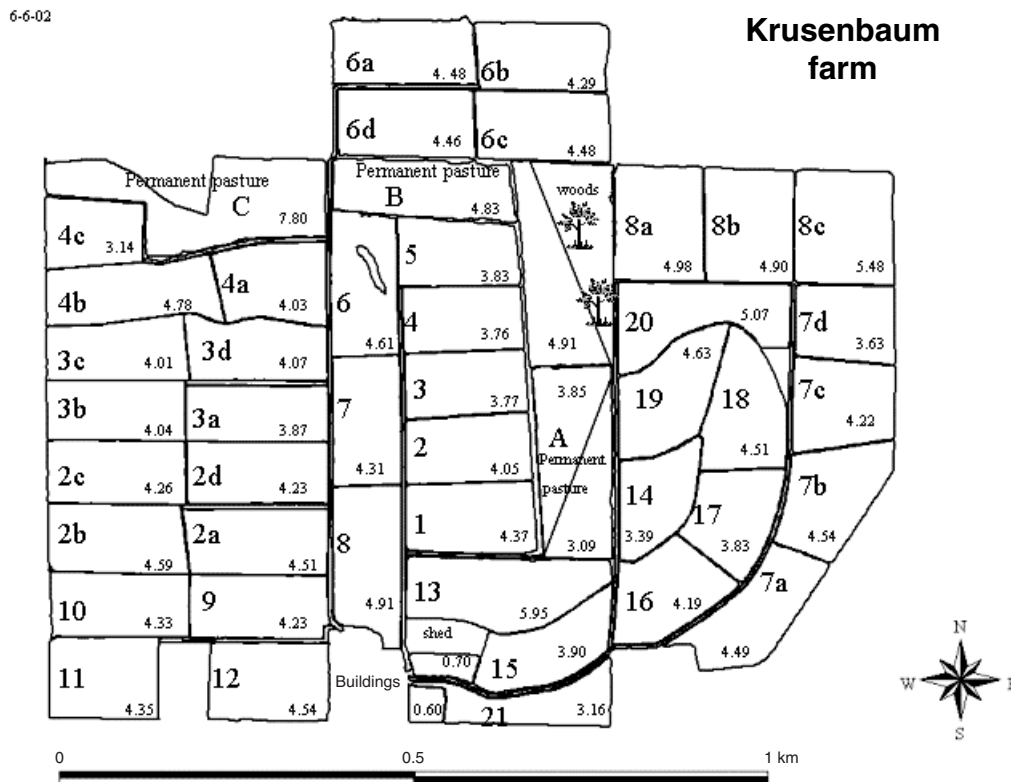 6-6-02
Krusenbaum
farm
6a
4. 48
6b
4.29
6d
4.46
6c
4.48
Permanent pasture
C
7.80
Permanent pasture
B
4.83
woods
4c
3.14
8a
4.98
8b
4.90
8c
5.48
4b
4.78
4a
4.03
6
4.61
5
3.83
4
3.76
4.91
20
5.07
7d
3.63
3c
4.01
3d
4.07
3
3.77
3.85
4.63
19
18
4.51
7c
4.22
3b
4.04
3a
3.87
7
4.31
2
4.05
A
Permanent
pasture
2c
4.26
2d
4.23
14
3.39
17
3.83
7b
4.54
2b
4.59
2a
4.51
8
4.91
1
4.37
3.09
10
4.33
9
4.23
13
5.95
16
4.19
7a
4.49
shed
0.70
15
3.90
11
4.35
12
4.54
Buildings
0.60
21
3.16
N
W
E
S
0
0.5
1 km